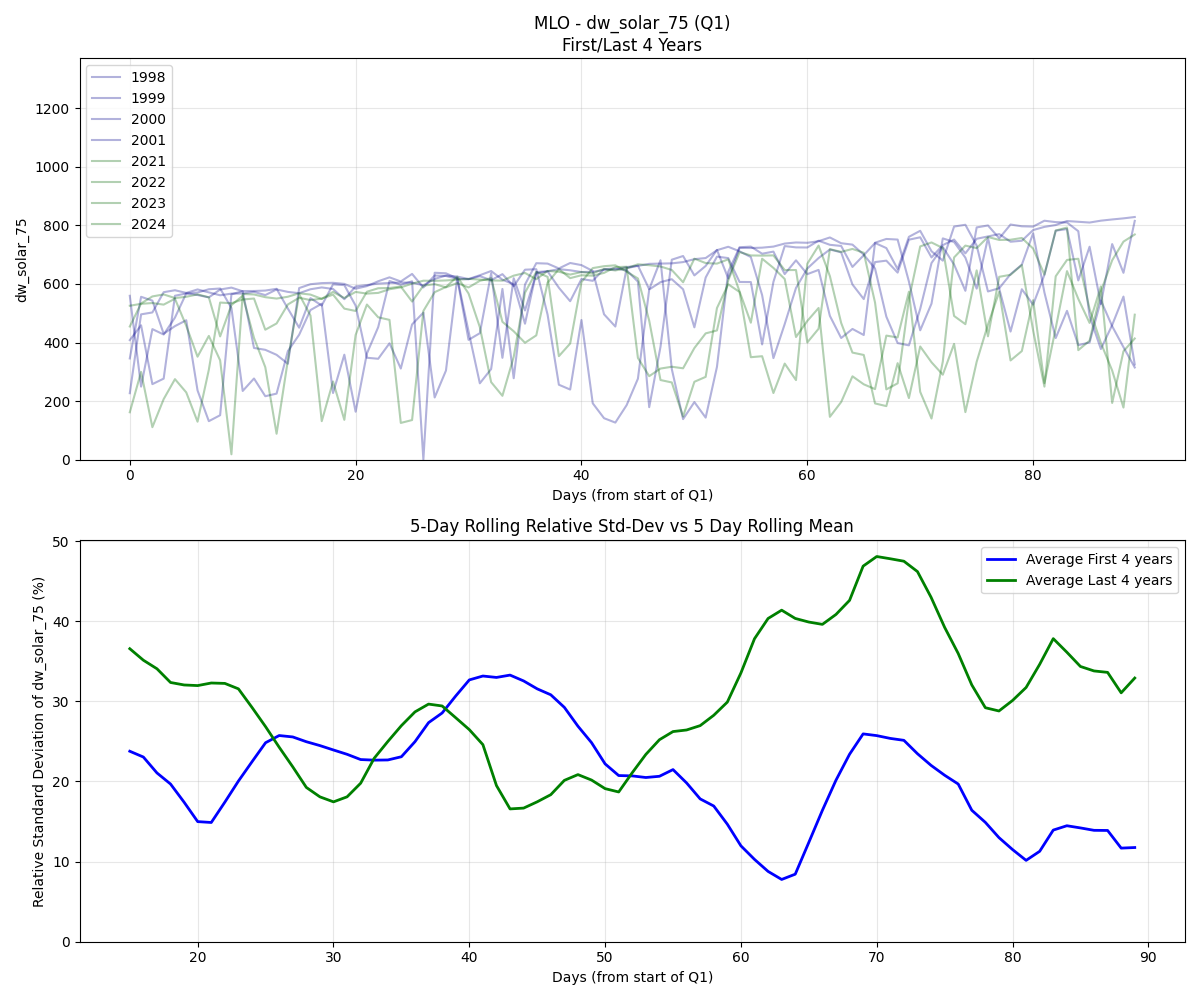 MLO - dw_solar_75 (Q1)
First/Last 4 Years
1998
1999
2000
2001
2021
2022
2023
2024
dw_solar_75
1200
1000
800
600
400
200
0
0 20 40 60 80
Days (from start of Q1)
5-Day Rolling Relative Std-Dev vs 5 Day Rolling Mean
Average First 4 years
Average Last 4 years
Relative Standard Deviation of dw_solar_75 (%)
50
40
30
20
10
0
20 30 40 50 60 70 80 90
Days (from start of Q1)